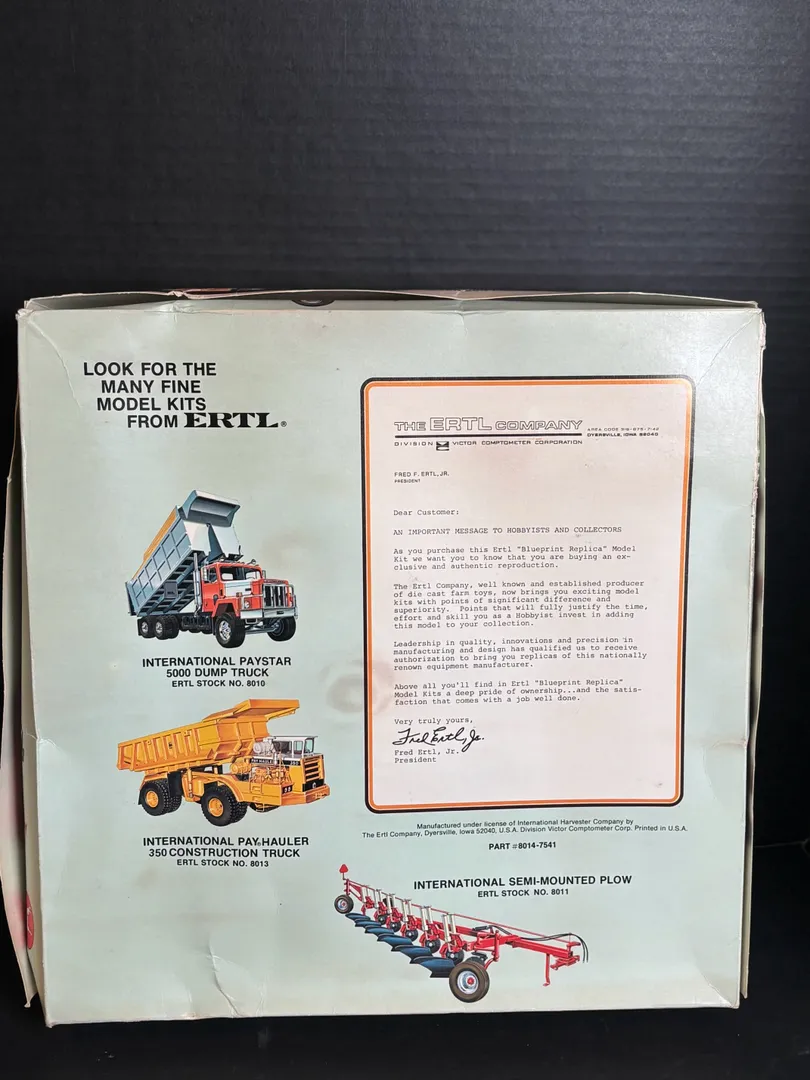 LOOK FOR THE
MANY FINE
MODEL KITS
FROM ERTL®
INTERNATIONAL PAYSTAR
5000 DUMP TRUCK
ERTL STOCK NO. 8010
INTERNATIONAL PAY HAULER
350 CONSTRUCTION TRUCK
ERTL STOCK NO. 8013
THE ERTL COMPANY
DIVISION VICTOR COMPTOMETER CORPORATION
AREA CODE
DYERSVILLE, IOWA 52040
FRED F. ERTL, JR.
PRESIDENT
Dear Customer:
AN IMPORTANT MESSAGE TO HOBBYISTS AND COLLECTORS
As you purchase this Ertl "Blueprint Replica" Model
Kit we want you to know that you are buying an ex-
clusive and authentic reproduction.
The Ertl Company, well known and established producer
of die cast farm toys, now brings you exciting model
kits with points of significant difference and
superiority. Points that will fully justify the time,
effort and skill you as a Hobbyist invest in adding
this model to your collection.
Leadership in quality, innovations and precision in
manufacturing and design has qualified us to receive
authorization to bring you replicas of this nationally
renown equipment manufacturer.
Above all you'll find in Ertl "Blueprint Replica"
Model Kits a deep pride of ownership...and the satis-
faction that comes with a job well done.
Very truly yours,
Fred Ertl, Jr.
Fred Ertl, Jr.
President
Manufactured under license of International Harvester Company by
The Ertl Company, Dyersville, Iowa 52040, U.S.A. Division Victor Comptometer Corp. Printed in U.S.A.
PART #8014-7541
INTERNATIONAL SEMI-MOUNTED PLOW
ERTL STOCK NO. 8011